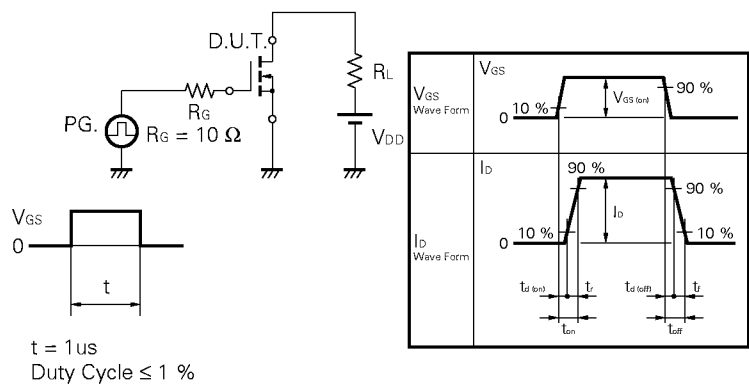 D.U.T.
RL
RG
PG.
RG = 10 Ω
VDD
VGS
0
t
t = 1us
Duty Cycle ≤ 1 %
VGS
Wave Form
VGS
10 %
VGS (on)
90 %
0
ID
Wave Form
ID
90 %
90 %
ID
10 %
10 %
0
td (on)
tr
td (off)
tf
ton
toff